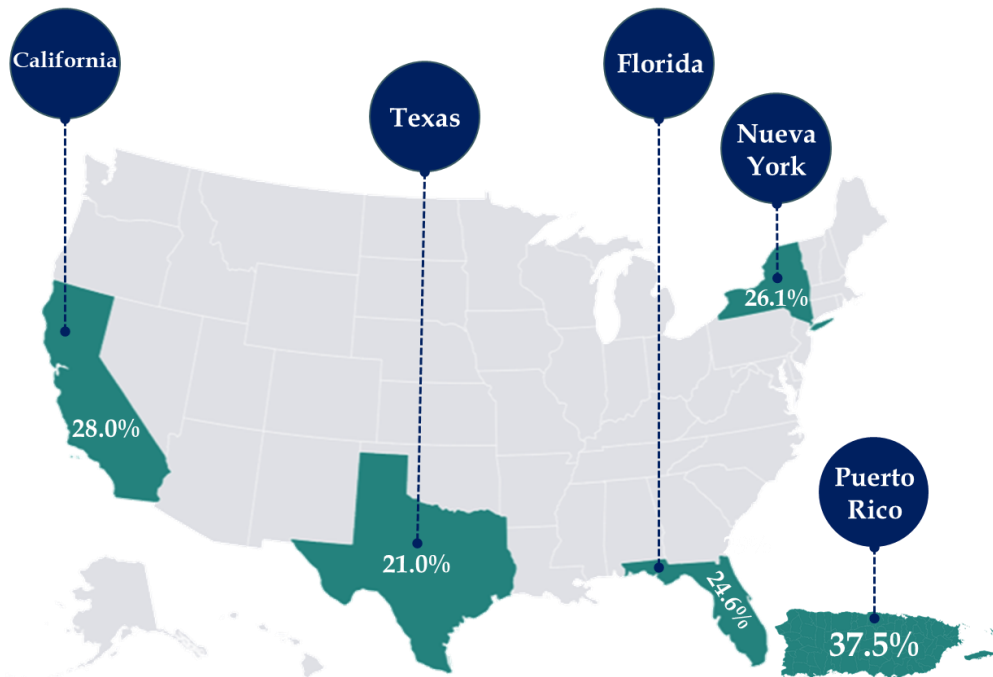 California
Texas
Florida
Nueva
York
26.1%
28.0%
21.0%
24.6%
Puerto
Rico
37.5%